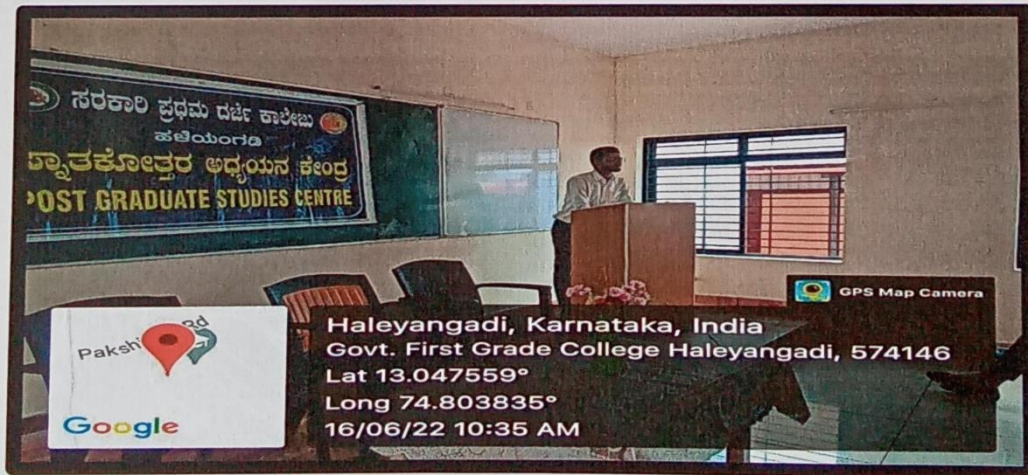 ಸರಕಾರಿ ಪ್ರಥಮ ದರ್ಜೆ ಕಾಲೇಜು
ಹಳೆಯಂಗಡಿ
ಸ್ನಾತಕೋತ್ತರ ಅಧ್ಯಯನ ಕೇಂದ್ರ
POST GRADUATE STUDIES CENTRE
GPS Map Camera
Haleyangadi, Karnataka, India
Govt. First Grade College Haleyangadi, 574146
Lat 13.047559°
Long 74.803835°
16/06/22 10:35 AM
Paksh
Rd
Google